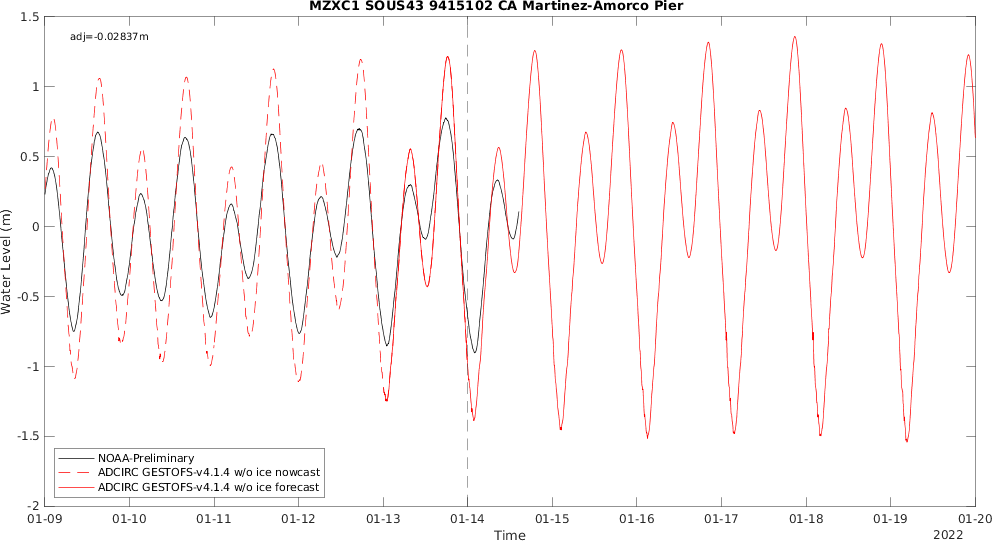 MZXC1 SOUS43 9415102 CA Martinez-Amorco Pier
adj=-0.02837m
1.5
1
0.5
0
-0.5
-1
-1.5
-2
Water Level (m)
NOAA-Preliminary
ADCIRC GESTOFS-v4.1.4 w/o ice nowcast
ADCIRC GESTOFS-v4.1.4 w/o ice forecast
01-09 01-10 01-11 01-12 01-13 01-14 01-15 01-16 01-17 01-18 01-19 01-20
Time
2022